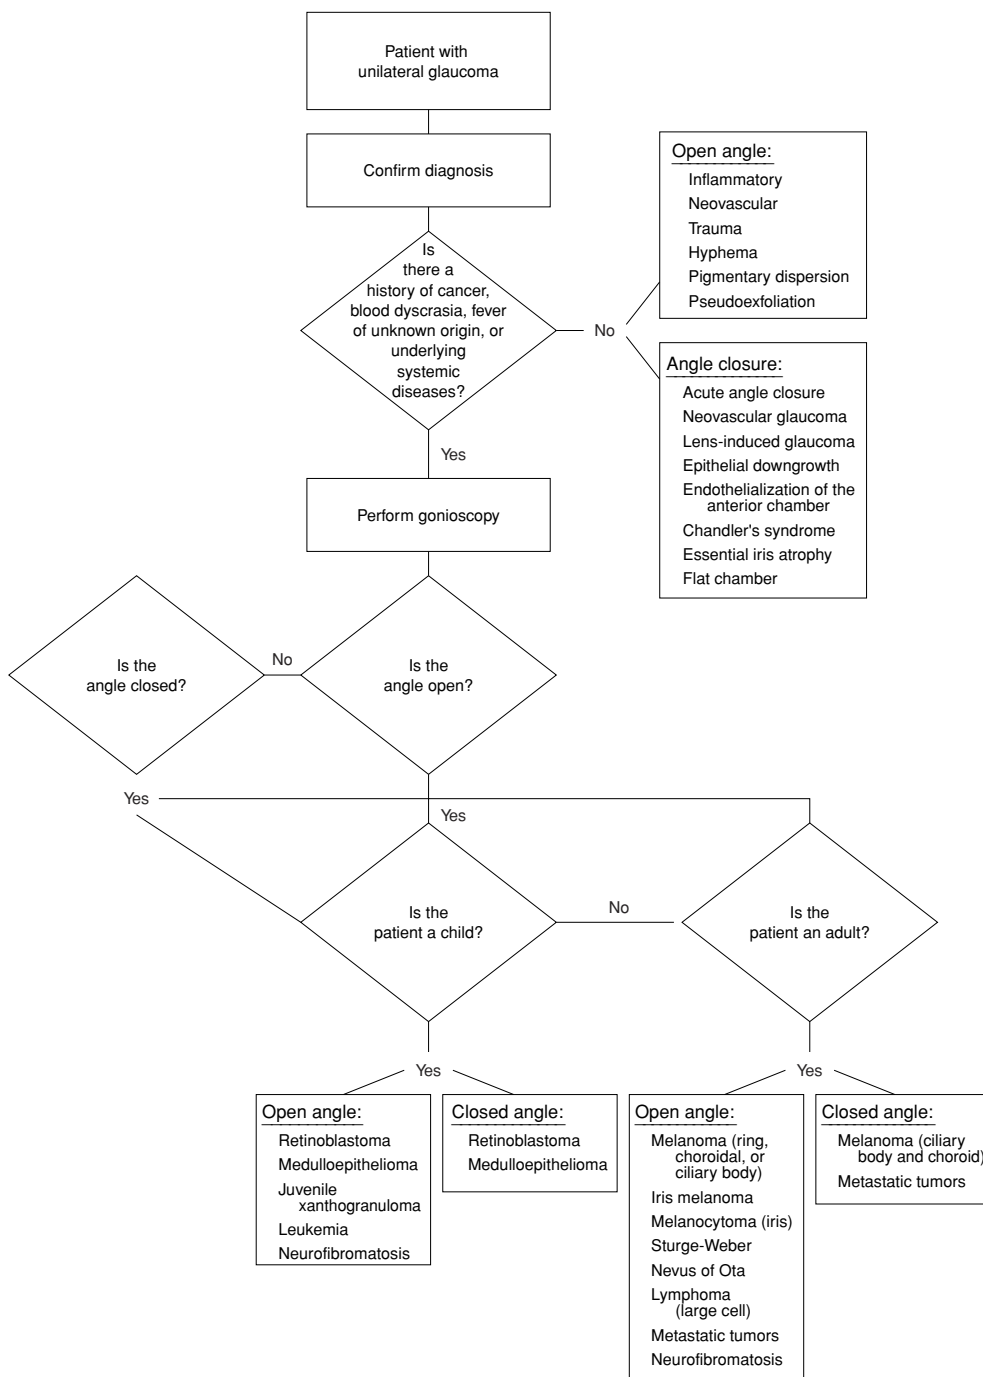 Patient with
unilateral glaucoma
Confirm diagnosis
Is
there a
history of cancer,
blood dyscrasia, fever
of unknown origin, or
underlying
systemic
diseases?
No
Open angle:
Inflammatory
Neovascular
Trauma
Hyphema
Pigmentary dispersion
Pseudoexfoliation
Angle closure:
Acute angle closure
Neovascular glaucoma
Lens-induced glaucoma
Epithelial downgrowth
Endothelialization of the
anterior chamber
Chandler's syndrome
Essential iris atrophy
Flat chamber
Yes
Perform gonioscopy
Is the
angle closed?
No
Is the
angle open?
Yes
Yes
Is the
patient a child?
No
Is the
patient an adult?
Yes
Yes
Open angle:
Retinoblastoma
Medulloepithelioma
Juvenile
xanthogranuloma
Leukemia
Neurofibromatosis
Closed angle:
Retinoblastoma
Medulloepithelioma
Open angle:
Melanoma (ring,
choroidal, or
ciliary body)
Iris melanoma
Melanocytoma (iris)
Sturge-Weber
Nevus of Ota
Lymphoma
(large cell)
Metastatic tumors
Neurofibromatosis
Closed angle:
Melanoma (ciliary
body and choroid)
Metastatic tumors